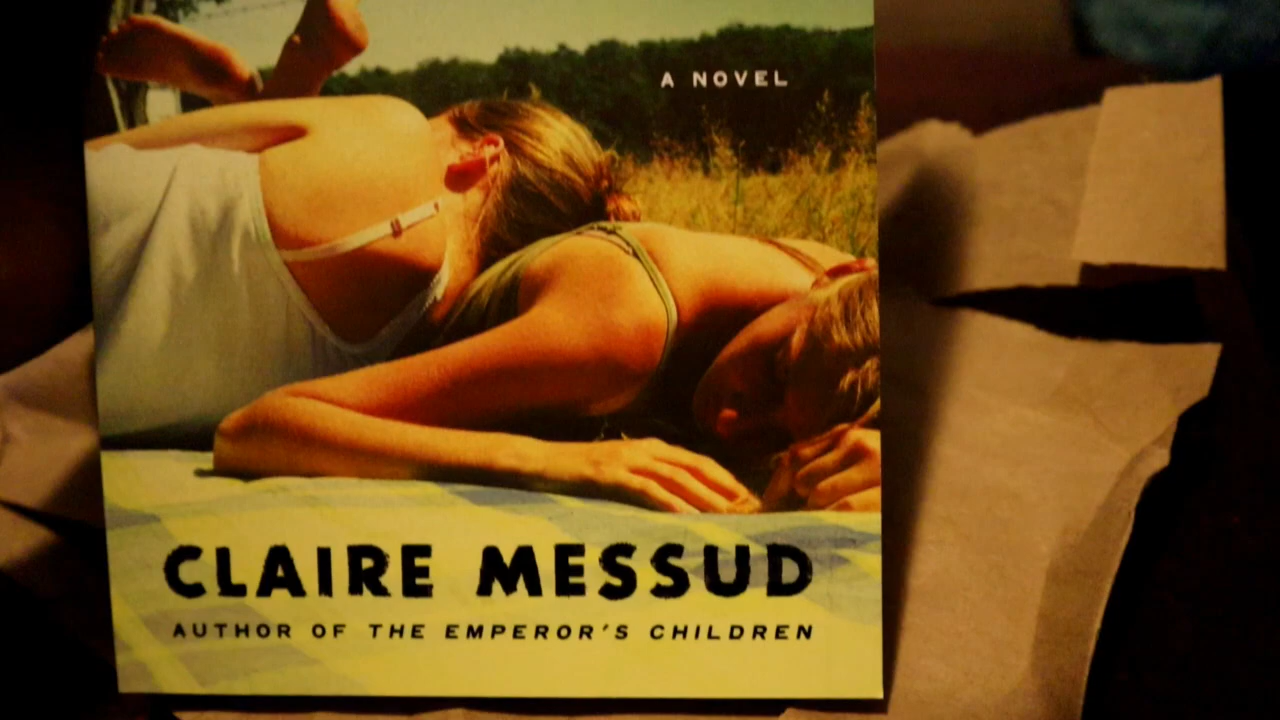 A NOVEL
CLAIRE MESSUD
AUTHOR OF THE EMPEROR'S CHILDREN